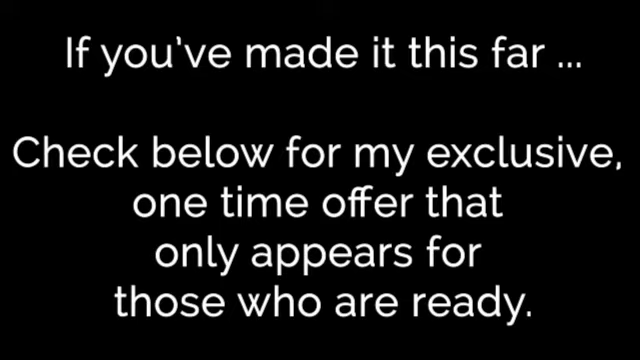 If you've made it this far ...
Check below for my exclusive,
one time offer that
only appears for
those who are ready.